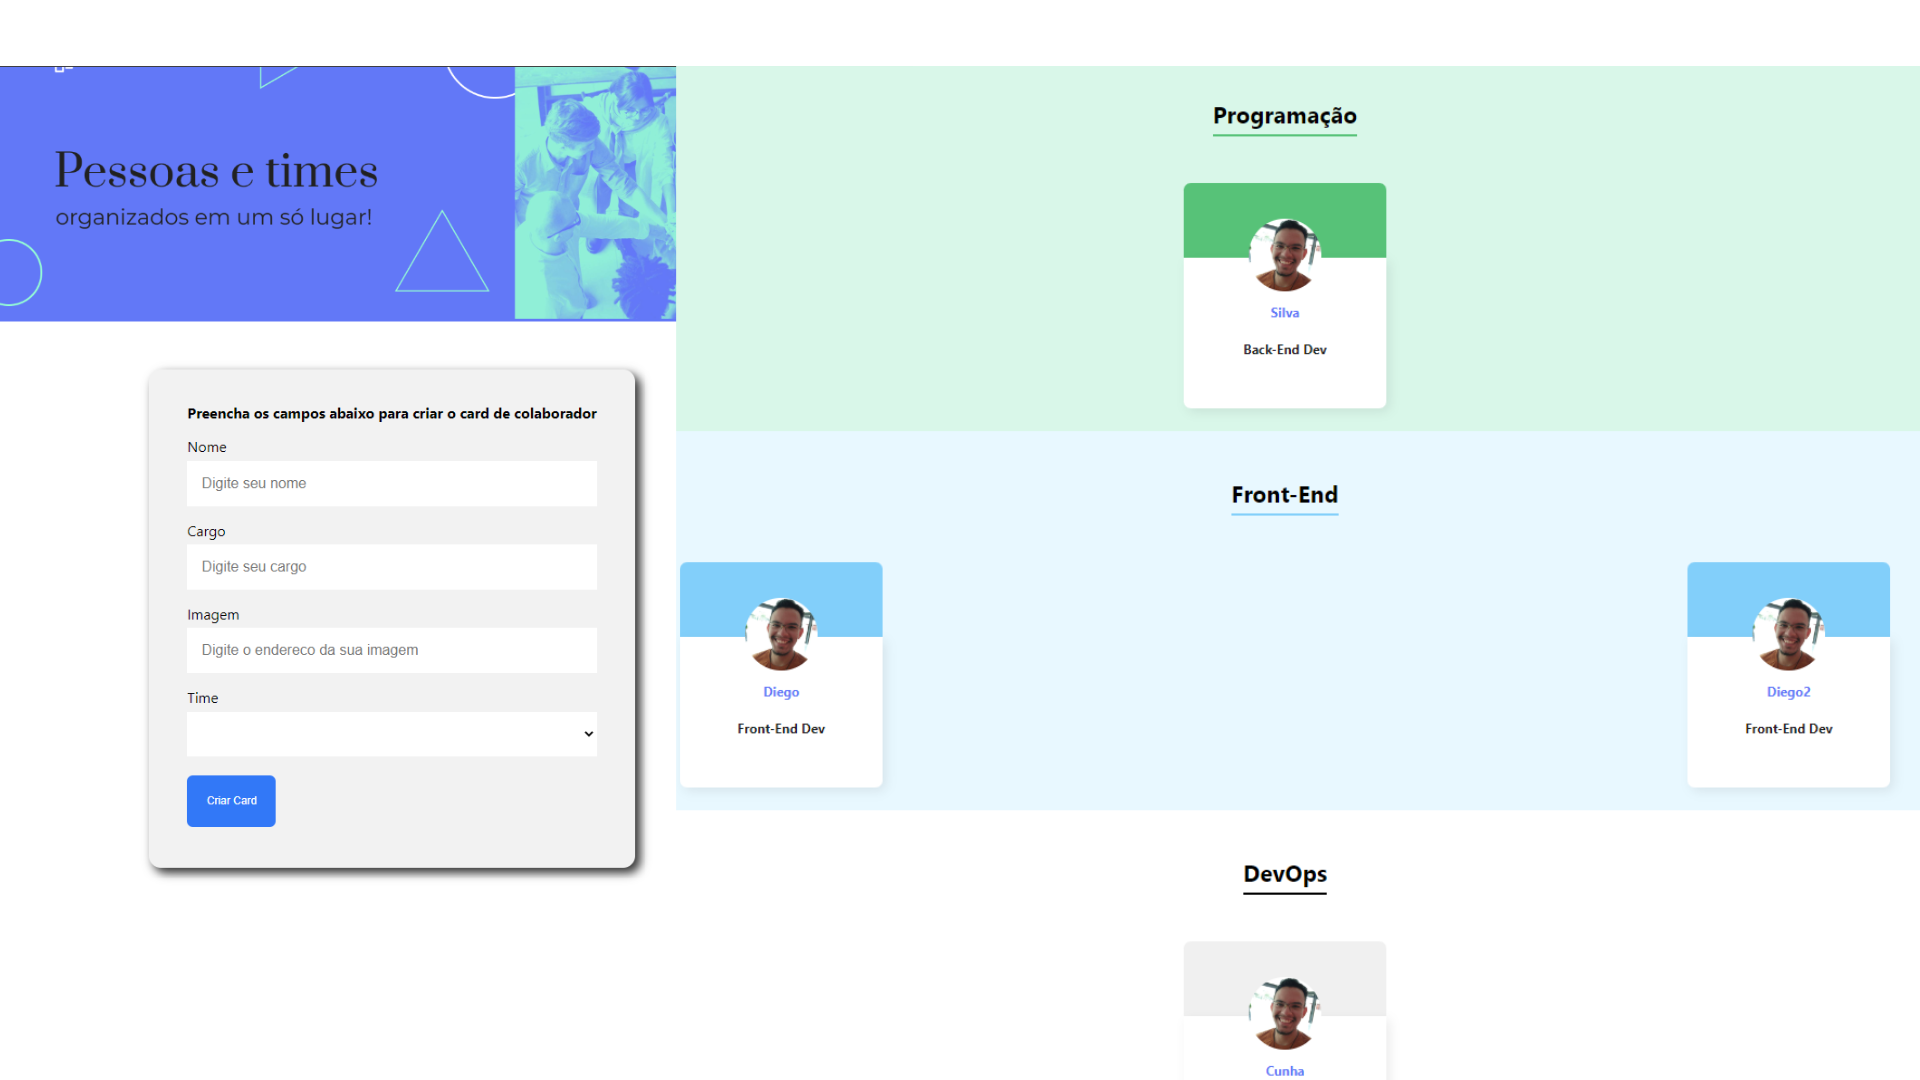 Pessoas e times
organizados em um só lugar!
Preencha os campos abaixo para criar o card de colaborador
Nome
Digite seu nome
Cargo
Digite seu cargo
Imagem
Digite o endereco da sua imagem
Time
Criar Card
Programação
Silva
Back-End Dev
Front-End
Diego
Front-End Dev
Diego2
Front-End Dev
DevOps
Cunha